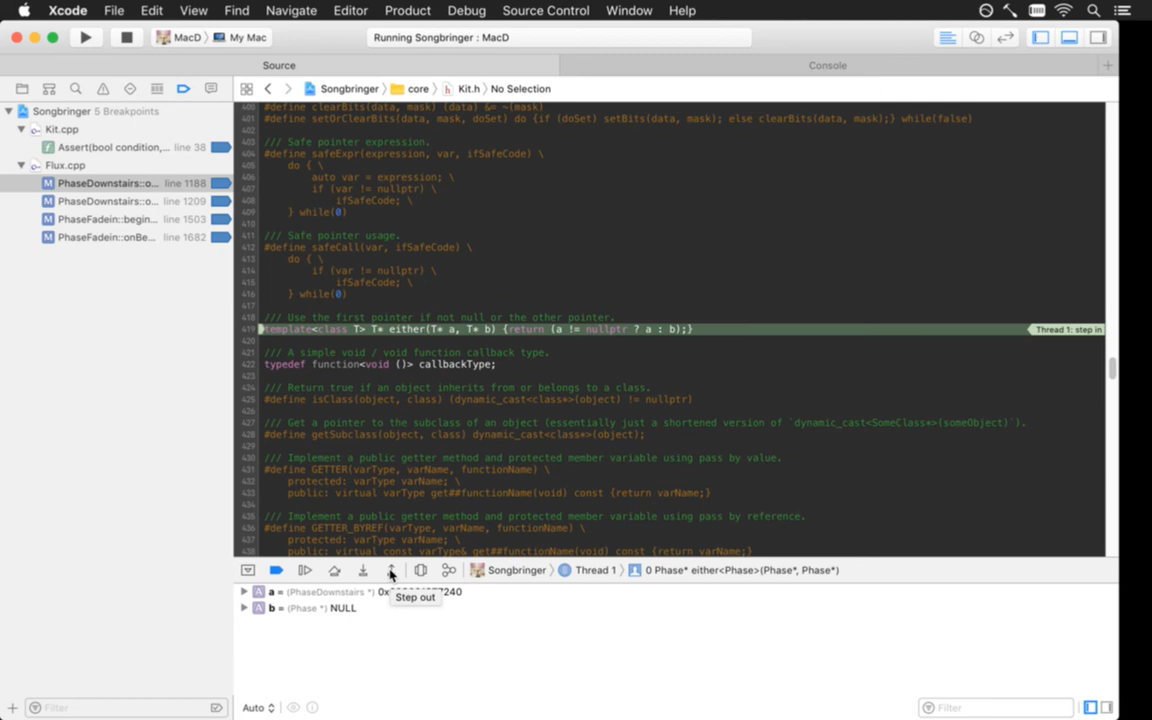 Xcode File Edit View Find Navigate Editor Product Debug Source Control Window Help
MacD My Mac Running Songbringer : MacD
Source Console
Songbringer core Kit.h No Selection
Songbringer 5 Breakpoints
Kit.cpp
Assert(bool condition,... line 38
Flux.cpp
PhaseDownstairs::o... line 1188
PhaseDownstairs::o... line 1209
PhaseFadein::begin... line 1503
PhaseFadein::onBe... line 1682
400 #define clearBits(data, mask) (data) &= ~(mask)
401 #define setOrClearBits(data, mask, doSet) do {if (doSet) setBits(data, mask); else clearBits(data, mask);} while(false)
402
403 /// Safe pointer expression.
404 #define safeExpr(expression, var, ifSafeCode) \
405 do { \
406 auto var = expression; \
407 if (var != nullptr) \
408 ifSafeCode; \
409 } while(0)
410
411 /// Safe pointer usage.
412 #define safeCall(var, ifSafeCode) \
413 do { \
414 if (var != nullptr) \
415 ifSafeCode; \
416 } while(0)
417
418 /// Use the first pointer if not null or the other pointer.
419 template<class T> T* either(T* a, T* b) {return (a != nullptr ? a : b);} Thread 1: step in
420
421 /// A simple void / void function callback type.
422 typedef function<void ()> callbackType;
423
424 /// Return true if an object inherits from or belongs to a class.
425 #define isClass(object, class) (dynamic_cast<class*>(object) != nullptr)
426
427 /// Get a pointer to the subclass of an object (essentially just a shortened version of `dynamic_cast<SomeClass*>(someObject)`).
428 #define getSubclass(object, class) dynamic_cast<class*>(object);
429
430 /// Implement a public getter method and protected member variable using pass by value.
431 #define GETTER(varType, varName, functionName) \
432 protected: varType varName; \
433 public: virtual varType get##functionName(void) const {return varName;}
434
435 /// Implement a public getter method and protected member variable using pass by reference.
436 #define GETTER_BYREF(varType, varName, functionName) \
437 protected: varType varName; \
438 public: virtual const varType& get##functionName(void) const {return varName;}
Songbringer Thread 1 0 Phase* either<Phase>(Phase*, Phase*)
A a = (PhaseDownstairs *) 240
Step out
A b = (Phase *) NULL
Filter Auto Filter